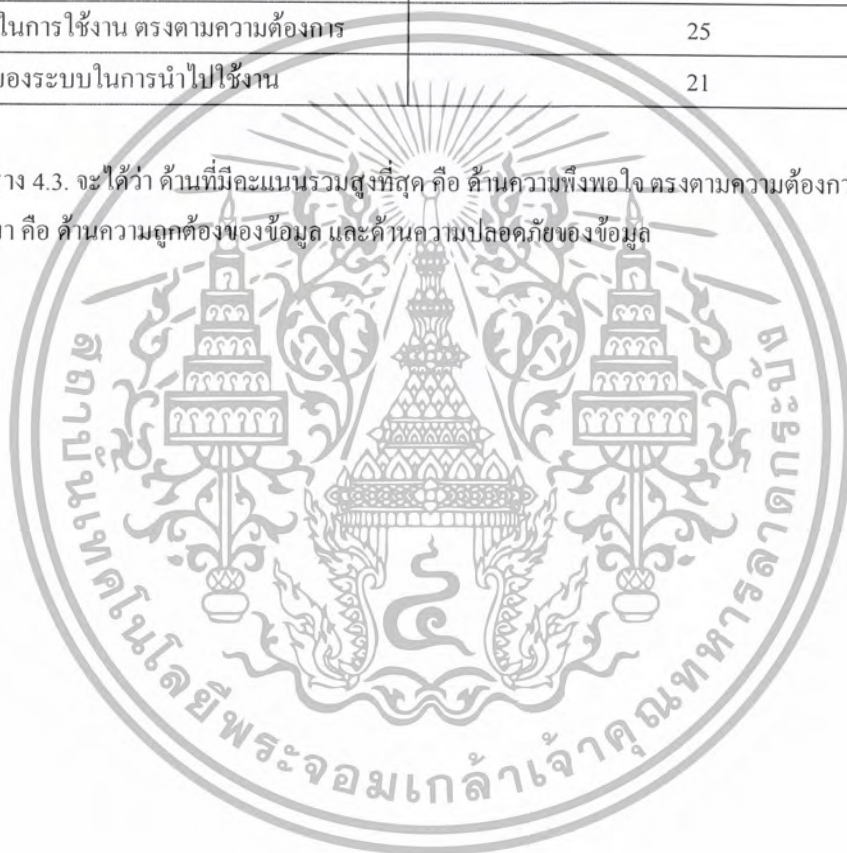 ในการใช้งาน ตรงตามความต้องการ 25
ของระบบในการนำไปใช้งาน 21
าง 4.3. จะได้ว่า ด้านที่มีคะแนนรวมสูงที่สุด คือ ด้านความพึงพอใจ ตรงตามความต้องกา
คือ ด้านความถูกต้องของข้อมูล และด้านความปลอดภัยของข้อมูล
สถาบันเทคโนโลยีพระจอมเกล้าเจ้าคุณทหารลาดกระบัง